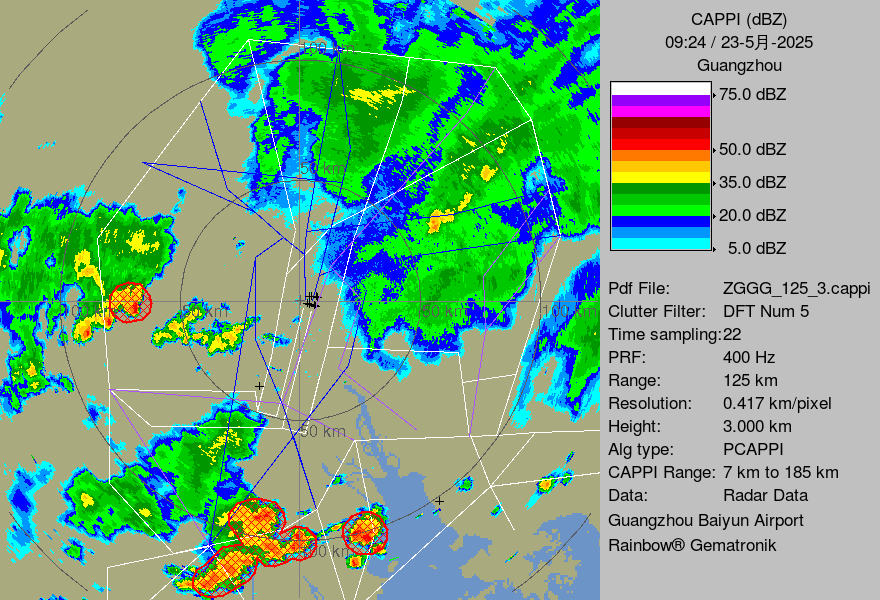 CAPPI (dBZ)
09:24 / 23-5月-2025
Guangzhou
75.0 dBZ
50.0 dBZ
35.0 dBZ
20.0 dBZ
5.0 dBZ
Pdf File: ZGGG_125_3.cappi
Clutter Filter: DFT Num 5
Time sampling:22
PRF: 400 Hz
Range: 125 km
Resolution: 0.417 km/pixel
Height: 3.000 km
Alg type: PCAPPI
CAPPI Range: 7 km to 185 km
Data: Radar Data
Guangzhou Baiyun Airport
Rainbow® Gematronik
100 km
50 km
50 km
100 km
50 km
100 km